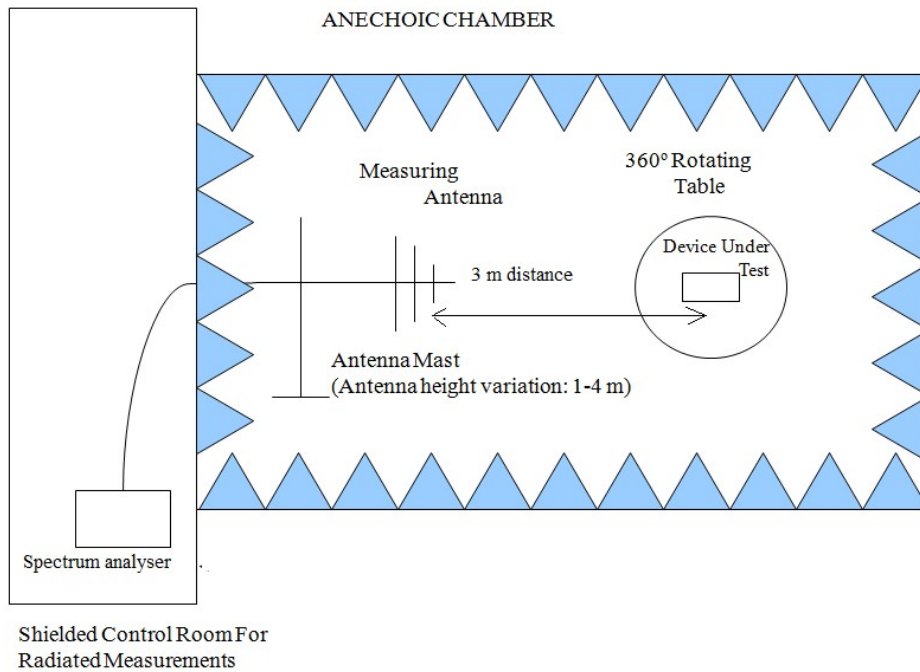 ANECHOIC CHAMBER
Measuring
Antenna
360° Rotating
Table
Device Under
Test
3 m distance
Antenna Mast
(Antenna height variation: 1-4 m)
Spectrum analyser
Shielded Control Room For
Radiated Measurements